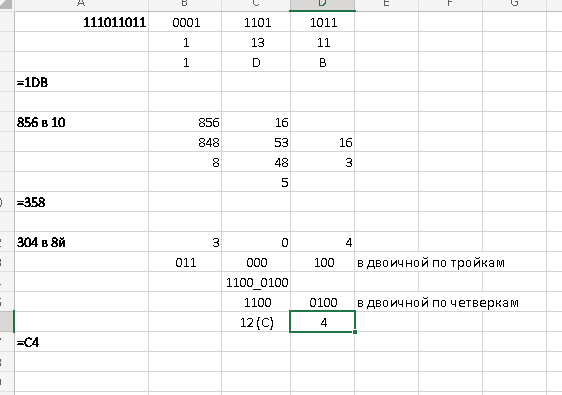 A B C D E F G
111011011 0001 1101 1011
1 13 11
1 D B
=1DB
856 в 10 856 16
848 53 16
8 48 3
5
=358
304 в 8й 3 0 4
011 000 100 в двоичной по тройкам
1100_0100
1100 0100 в двоичной по четверкам
12 (C) 4
=C4